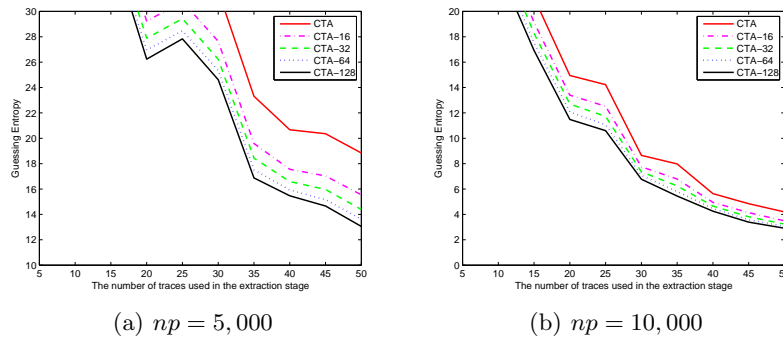 30
28
26
24
22
20
18
16
14
12
10
Guessing Entropy
5 10 15 20 25 30 35 40 45 50
The number of traces used in the extraction stage
CTA
CTA−16
CTA−32
CTA−64
CTA−128
(a) np = 5, 000
20
18
16
14
12
10
8
6
4
2
0
Guessing Entropy
5 10 15 20 25 30 35 40 45 50
The number of traces used in the extraction stage
CTA
CTA−16
CTA−32
CTA−64
CTA−128
(b) np = 10, 000